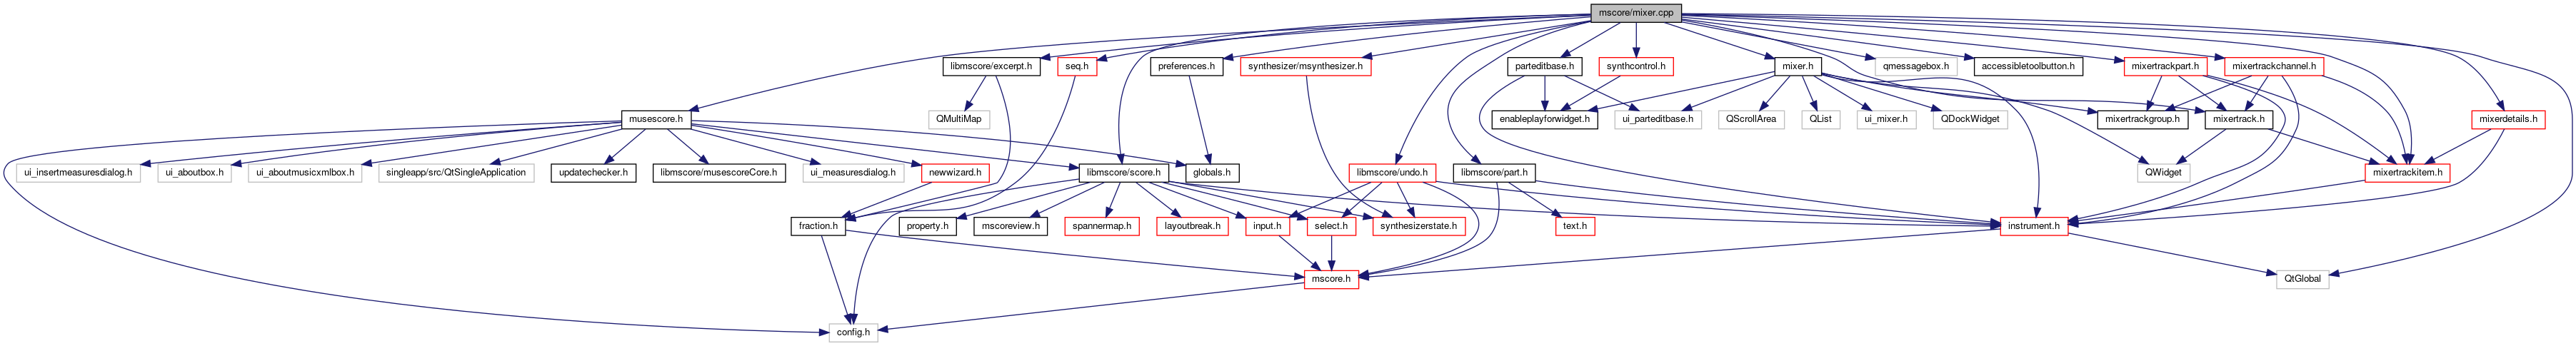 mscore/mixer.cpp
libmscore/excerpt.h
seq.h
preferences.h
synthesizer/msynthesizer.h
parteditbase.h
synthcontrol.h
mixer.h
qmessagebox.h
accessibletoolbutton.h
mixertrackpart.h
mixertrackchannel.h
musescore.h
QMultiMap
enableplayforwidget.h
ui_parteditbase.h
QScrollArea
QList
ui_mixer.h
QDockWidget
mixertrackgroup.h
mixertrack.h
mixerdetails.h
ui_insertmeasuresdialog.h
ui_aboutbox.h
ui_aboutmusicxmlbox.h
singleapp/src/QtSingleApplication
updatechecker.h
libmscore/musescoreCore.h
ui_measuresdialog.h
newwizard.h
libmscore/score.h
globals.h
libmscore/undo.h
libmscore/part.h
QWidget
mixertrackitem.h
fraction.h
property.h
mscoreview.h
spannermap.h
layoutbreak.h
input.h
select.h
synthesizerstate.h
text.h
instrument.h
mscore.h
QtGlobal
config.h